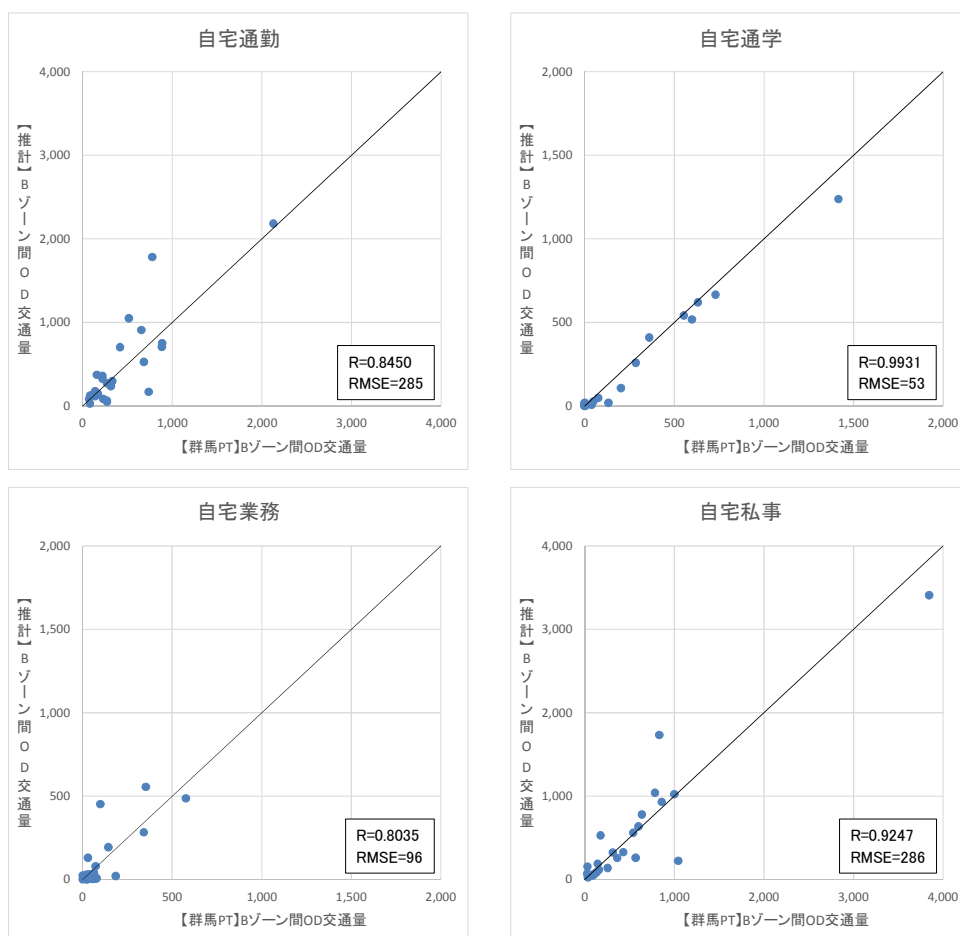 自宅通勤
4,000
3,000
2,000
1,000
0
0
1,000
2,000
3,000
4,000
【推計】Bゾーン間OD交通量
【群馬PT】Bゾーン間OD交通量
R=0.8450
RMSE=285
自宅通学
2,000
1,500
1,000
500
0
0
500
1,000
1,500
2,000
【推計】Bゾーン間OD交通量
【群馬PT】Bゾーン間OD交通量
R=0.9931
RMSE=53
自宅業務
2,000
1,500
1,000
500
0
0
500
1,000
1,500
2,000
【推計】Bゾーン間OD交通量
【群馬PT】Bゾーン間OD交通量
R=0.8035
RMSE=96
自宅私事
4,000
3,000
2,000
1,000
0
0
1,000
2,000
3,000
4,000
【推計】Bゾーン間OD交通量
【群馬PT】Bゾーン間OD交通量
R=0.9247
RMSE=286